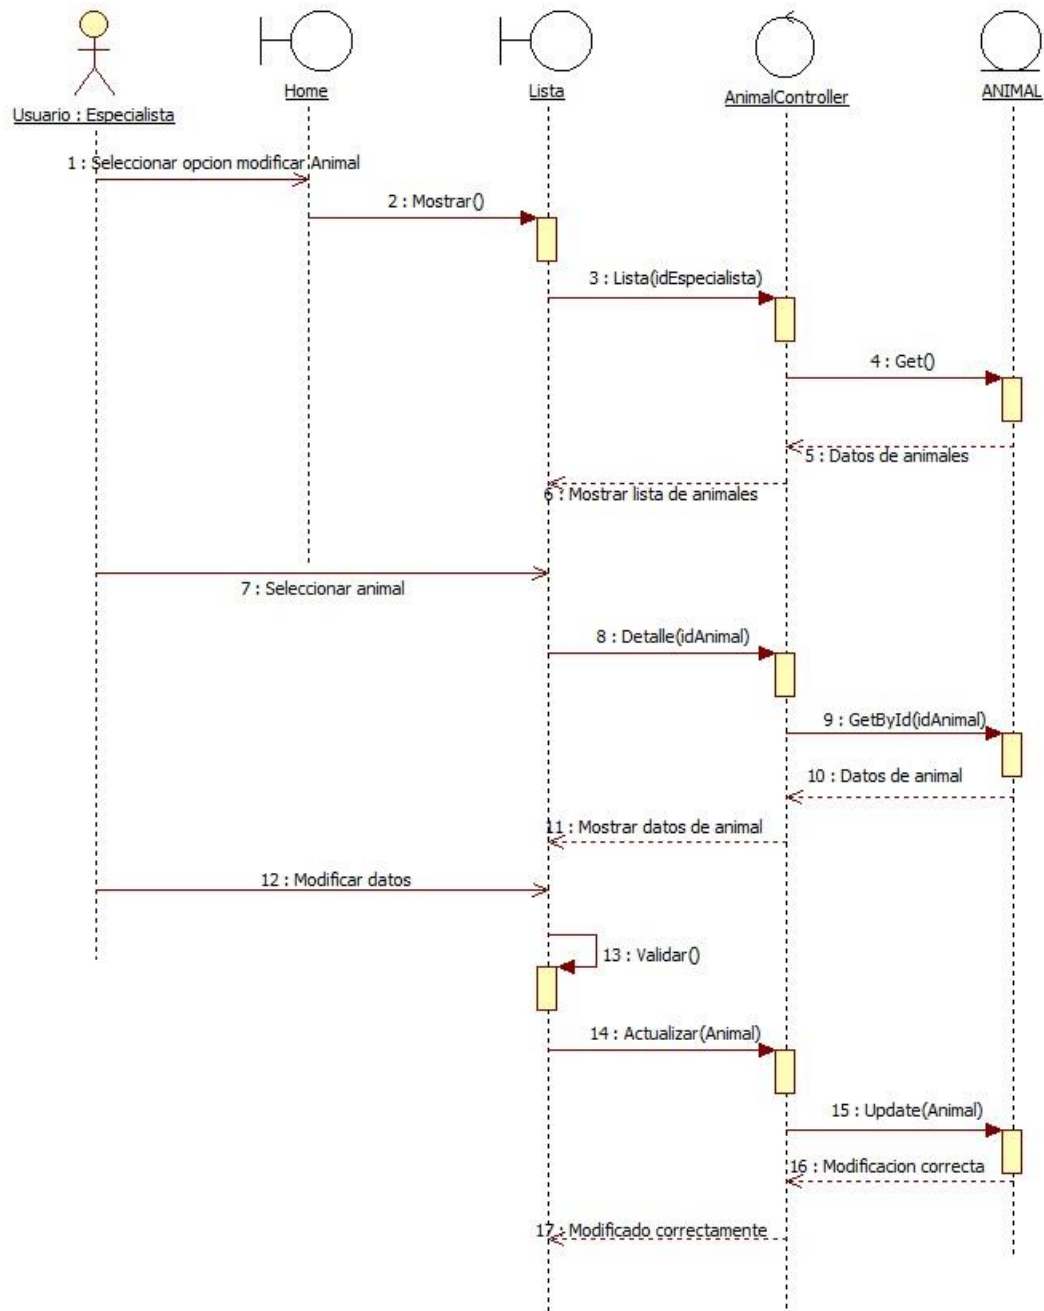 Usuario : Especialista
Home
Lista
AnimalController
ANIMAL
1 : Seleccionar opcion modificar Animal
2 : Mostrar()
3 : Lista(idEspecialista)
4 : Get()
5 : Datos de animales
6 : Mostrar lista de animales
7 : Seleccionar animal
8 : Detalle(idAnimal)
9 : GetById(idAnimal)
10 : Datos de animal
11 : Mostrar datos de animal
12 : Modificar datos
13 : Validar()
14 : Actualizar(Animal)
15 : Update(Animal)
16 : Modificacion correcta
17 : Modificado correctamente